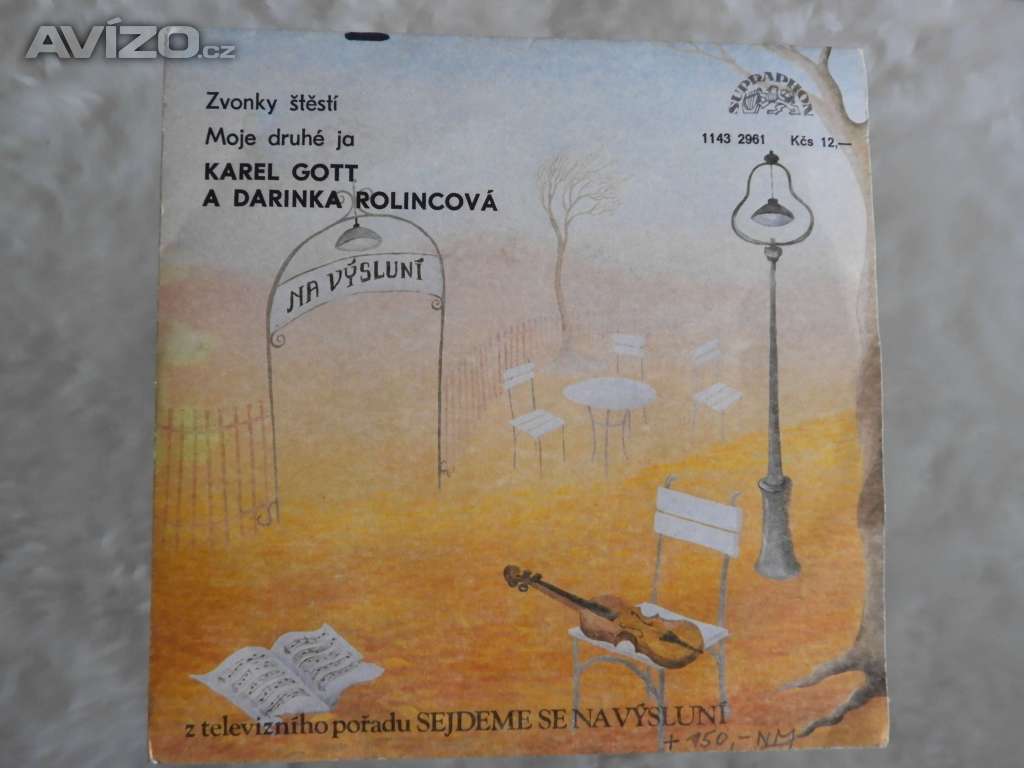 AVÍZO.cz
Zvonky štěstí
Moje druhé ja
KAREL GOTT
A DARINKA ROLINCOVÁ
SUPRAPHON
1143 2961 Kčs 12,—
NA VÝSLUNÍ
z televizního pořadu SEJDEME SE NA VÝSLUNÍ
+ 150,- NM